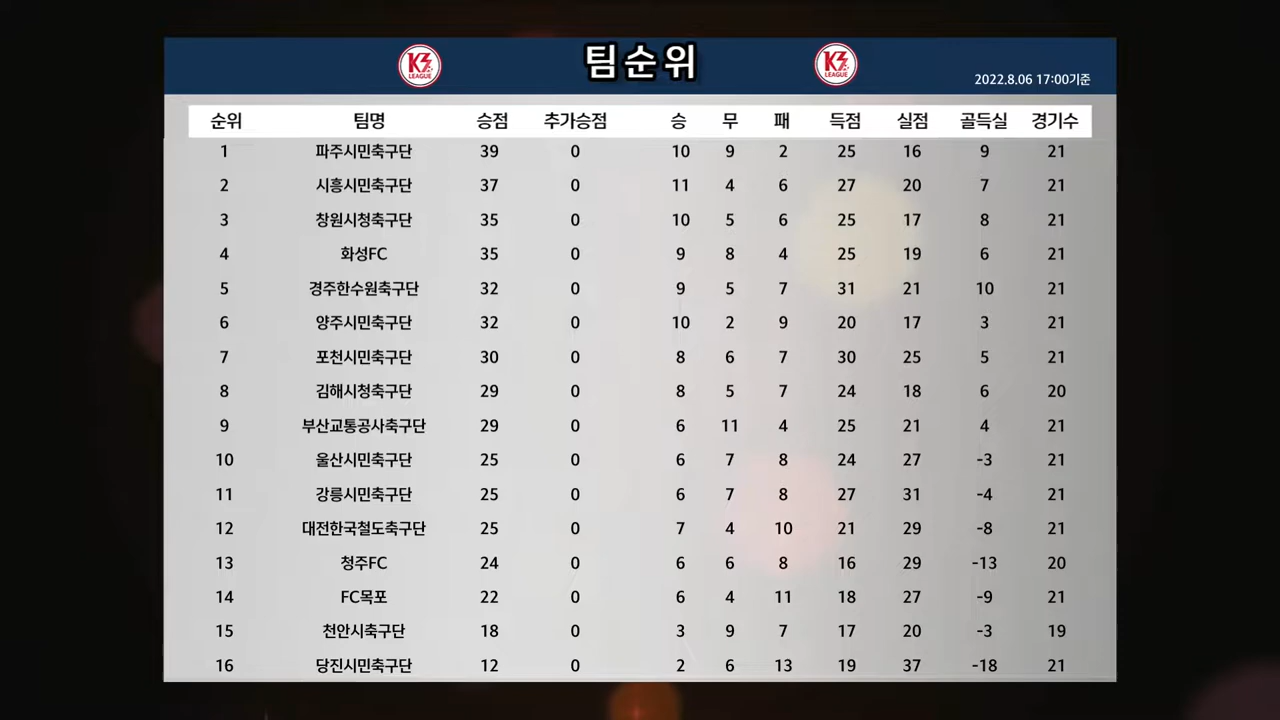 K3 LEAGUE 팀순위 K3 LEAGUE
2022.8.06 17:00기준
순위 팀명 승점 추가승점 승 무 패 득점 실점 골득실 경기수
1 파주시민축구단 39 0 10 9 2 25 16 9 21
2 시흥시민축구단 37 0 11 4 6 27 20 7 21
3 창원시청축구단 35 0 10 5 6 25 17 8 21
4 화성FC 35 0 9 8 4 25 19 6 21
5 경주한수원축구단 32 0 9 5 7 31 21 10 21
6 양주시민축구단 32 0 10 2 9 20 17 3 21
7 포천시민축구단 30 0 8 6 7 30 25 5 21
8 김해시청축구단 29 0 8 5 7 24 18 6 20
9 부산교통공사축구단 29 0 6 11 4 25 21 4 21
10 울산시민축구단 25 0 6 7 8 24 27 -3 21
11 강릉시민축구단 25 0 6 7 8 27 31 -4 21
12 대전한국철도축구단 25 0 7 4 10 21 29 -8 21
13 청주FC 24 0 6 6 8 16 29 -13 20
14 FC목포 22 0 6 4 11 18 27 -9 21
15 천안시축구단 18 0 3 9 7 17 20 -3 19
16 당진시민축구단 12 0 2 6 13 19 37 -18 21